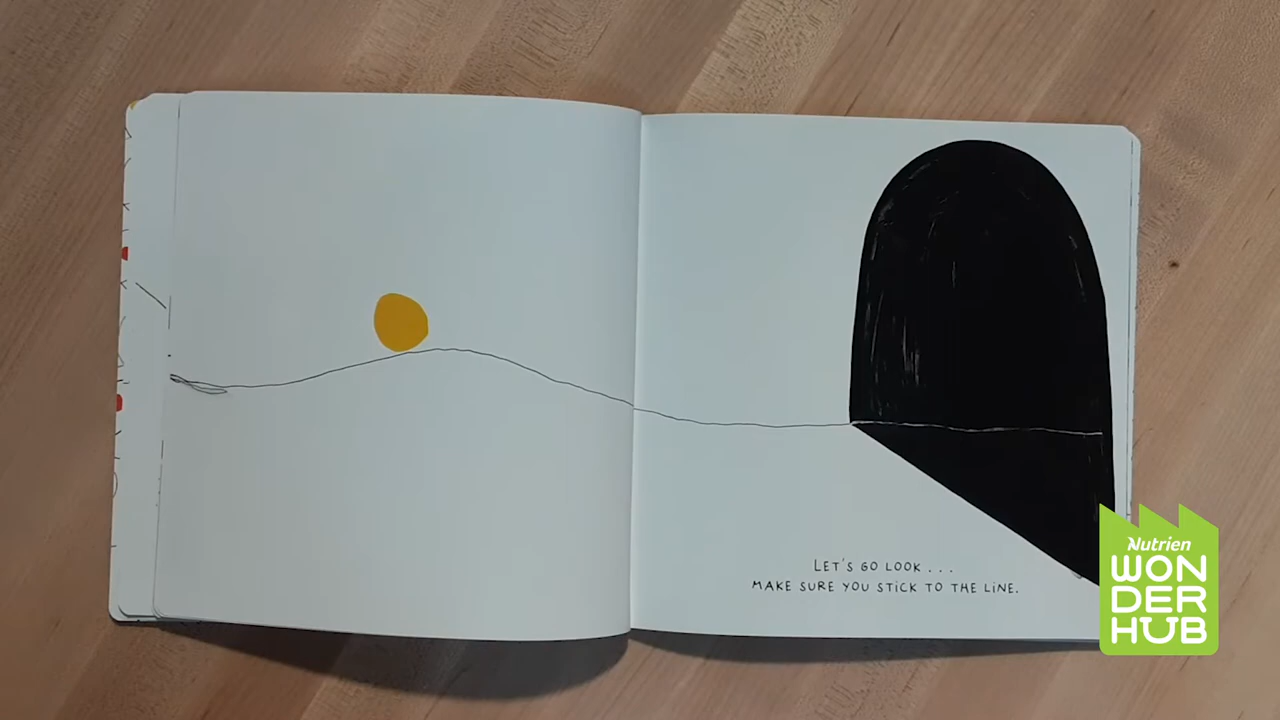 LET'S GO LOOK . . .
MAKE SURE YOU STICK TO THE LINE.
Nutrien
WON
DER
HUB